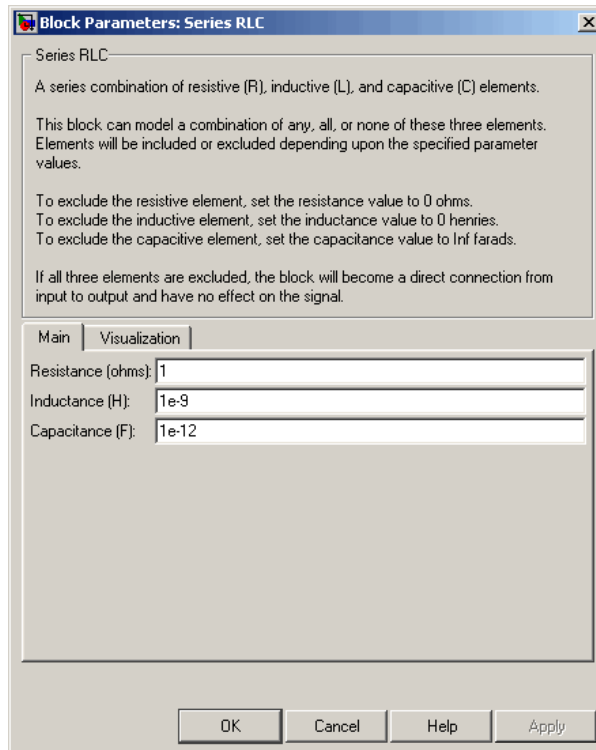 Block Parameters: Series RLC
Series RLC
A series combination of resistive (R), inductive (L), and capacitive (C) elements.
This block can model a combination of any, all, or none of these three elements.
Elements will be included or excluded depending upon the specified parameter
values.
To exclude the resistive element, set the resistance value to 0 ohms.
To exclude the inductive element, set the inductance value to 0 henries.
To exclude the capacitive element, set the capacitance value to Inf farads.
If all three elements are excluded, the block will become a direct connection from
input to output and have no effect on the signal.
Main Visualization
Resistance (ohms): 1
Inductance (H): 1e-9
Capacitance (F): 1e-12
OK Cancel Help Apply